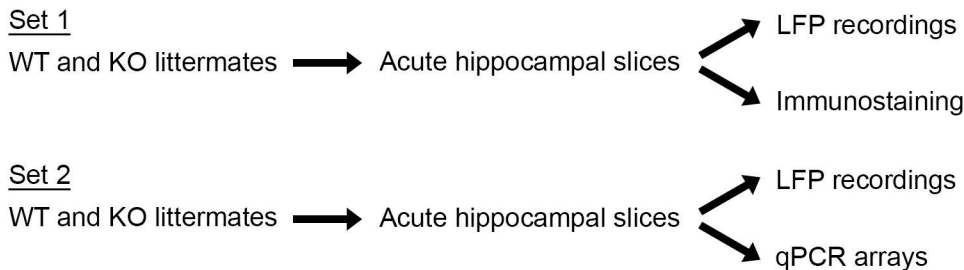 Set 1
LFP recordings
WT and KO littermates
Acute hippocampal slices
Immunostaining
Set 2
LFP recordings
WT and KO littermates
Acute hippocampal slices
qPCR arrays